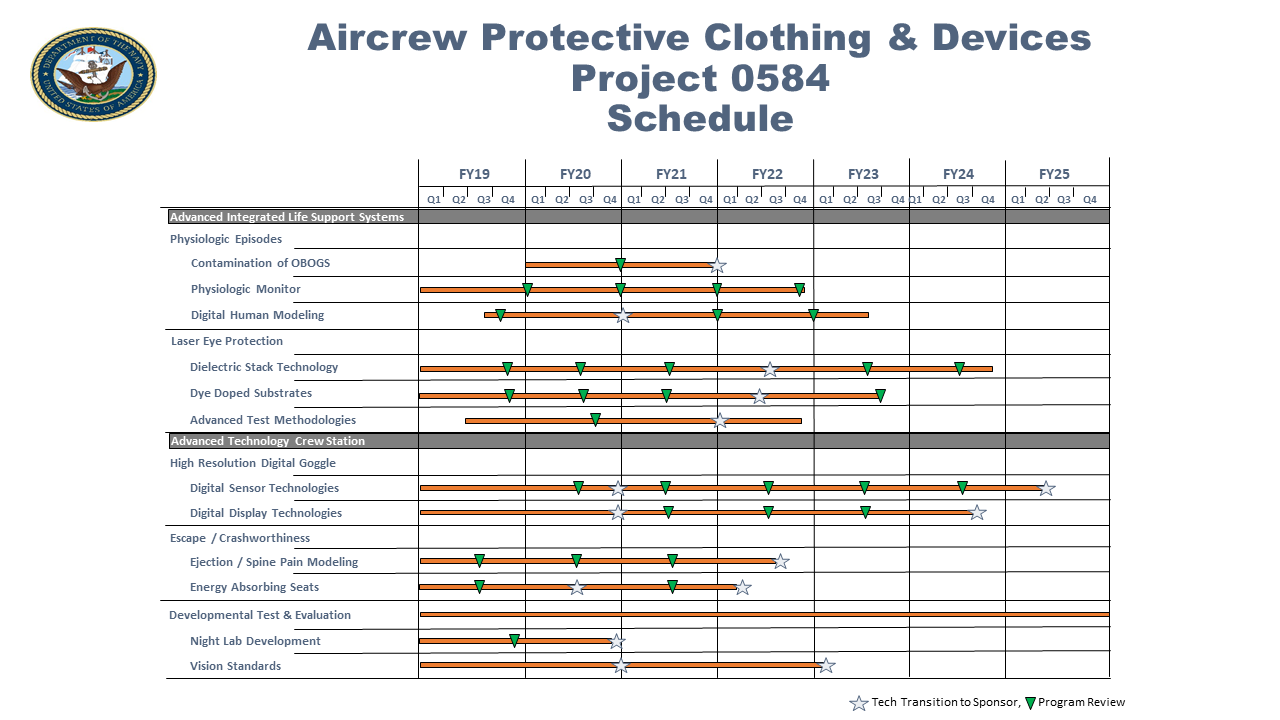 DEPARTMENT OF THE NAVY
UNITED STATES OF AMERICA
Aircrew Protective Clothing & Devices
Project 0584
Schedule
FY19 FY20 FY21 FY22 FY23 FY24 FY25
Q1 Q2 Q3 Q4 Q1 Q2 Q3 Q4 Q1 Q2 Q3 Q4 Q1 Q2 Q3 Q4 Q1 Q2 Q3 Q4 Q1 Q2 Q3 Q4 Q1 Q2 Q3 Q4
Advanced Integrated Life Support Systems
Physiologic Episodes
Contamination of OBOGS
Physiologic Monitor
Digital Human Modeling
Laser Eye Protection
Dielectric Stack Technology
Dye Doped Substrates
Advanced Test Methodologies
Advanced Technology Crew Station
High Resolution Digital Goggle
Digital Sensor Technologies
Digital Display Technologies
Escape / Crashworthiness
Ejection / Spine Pain Modeling
Energy Absorbing Seats
Developmental Test & Evaluation
Night Lab Development
Vision Standards
Tech Transition to Sponsor, Program Review